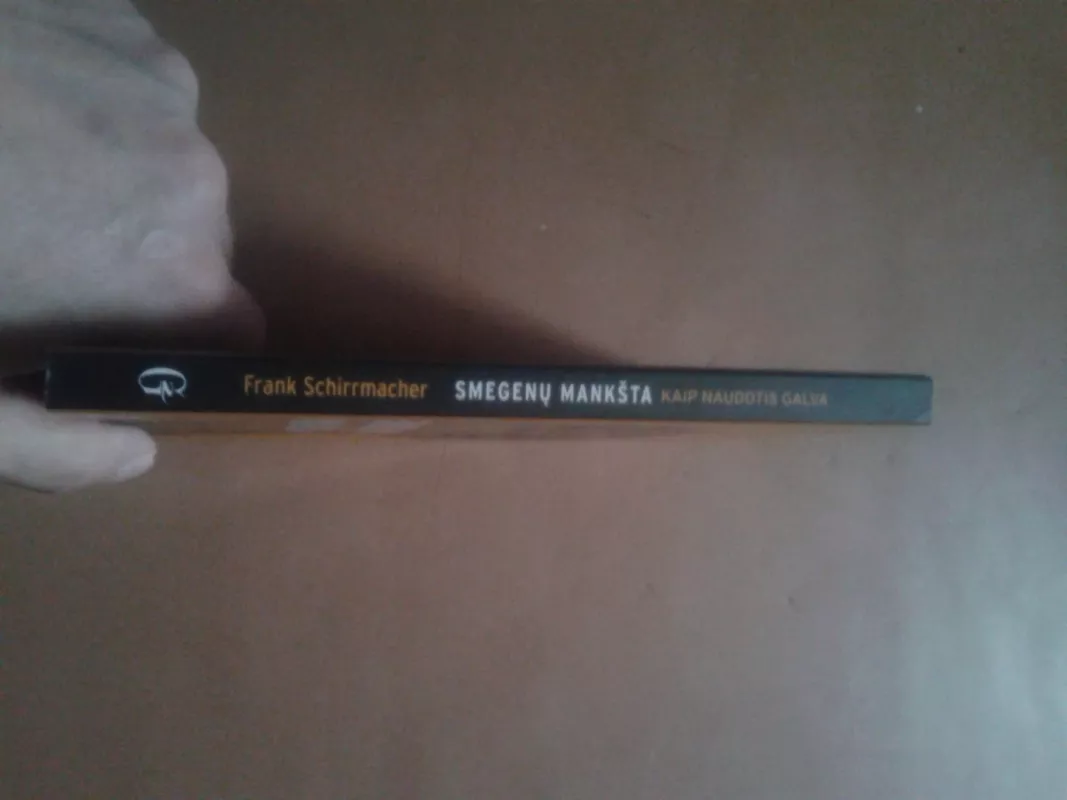 Frank Schirrmacher SMEGENŲ MANKŠTA KAIP NAUDOTIS GALVA